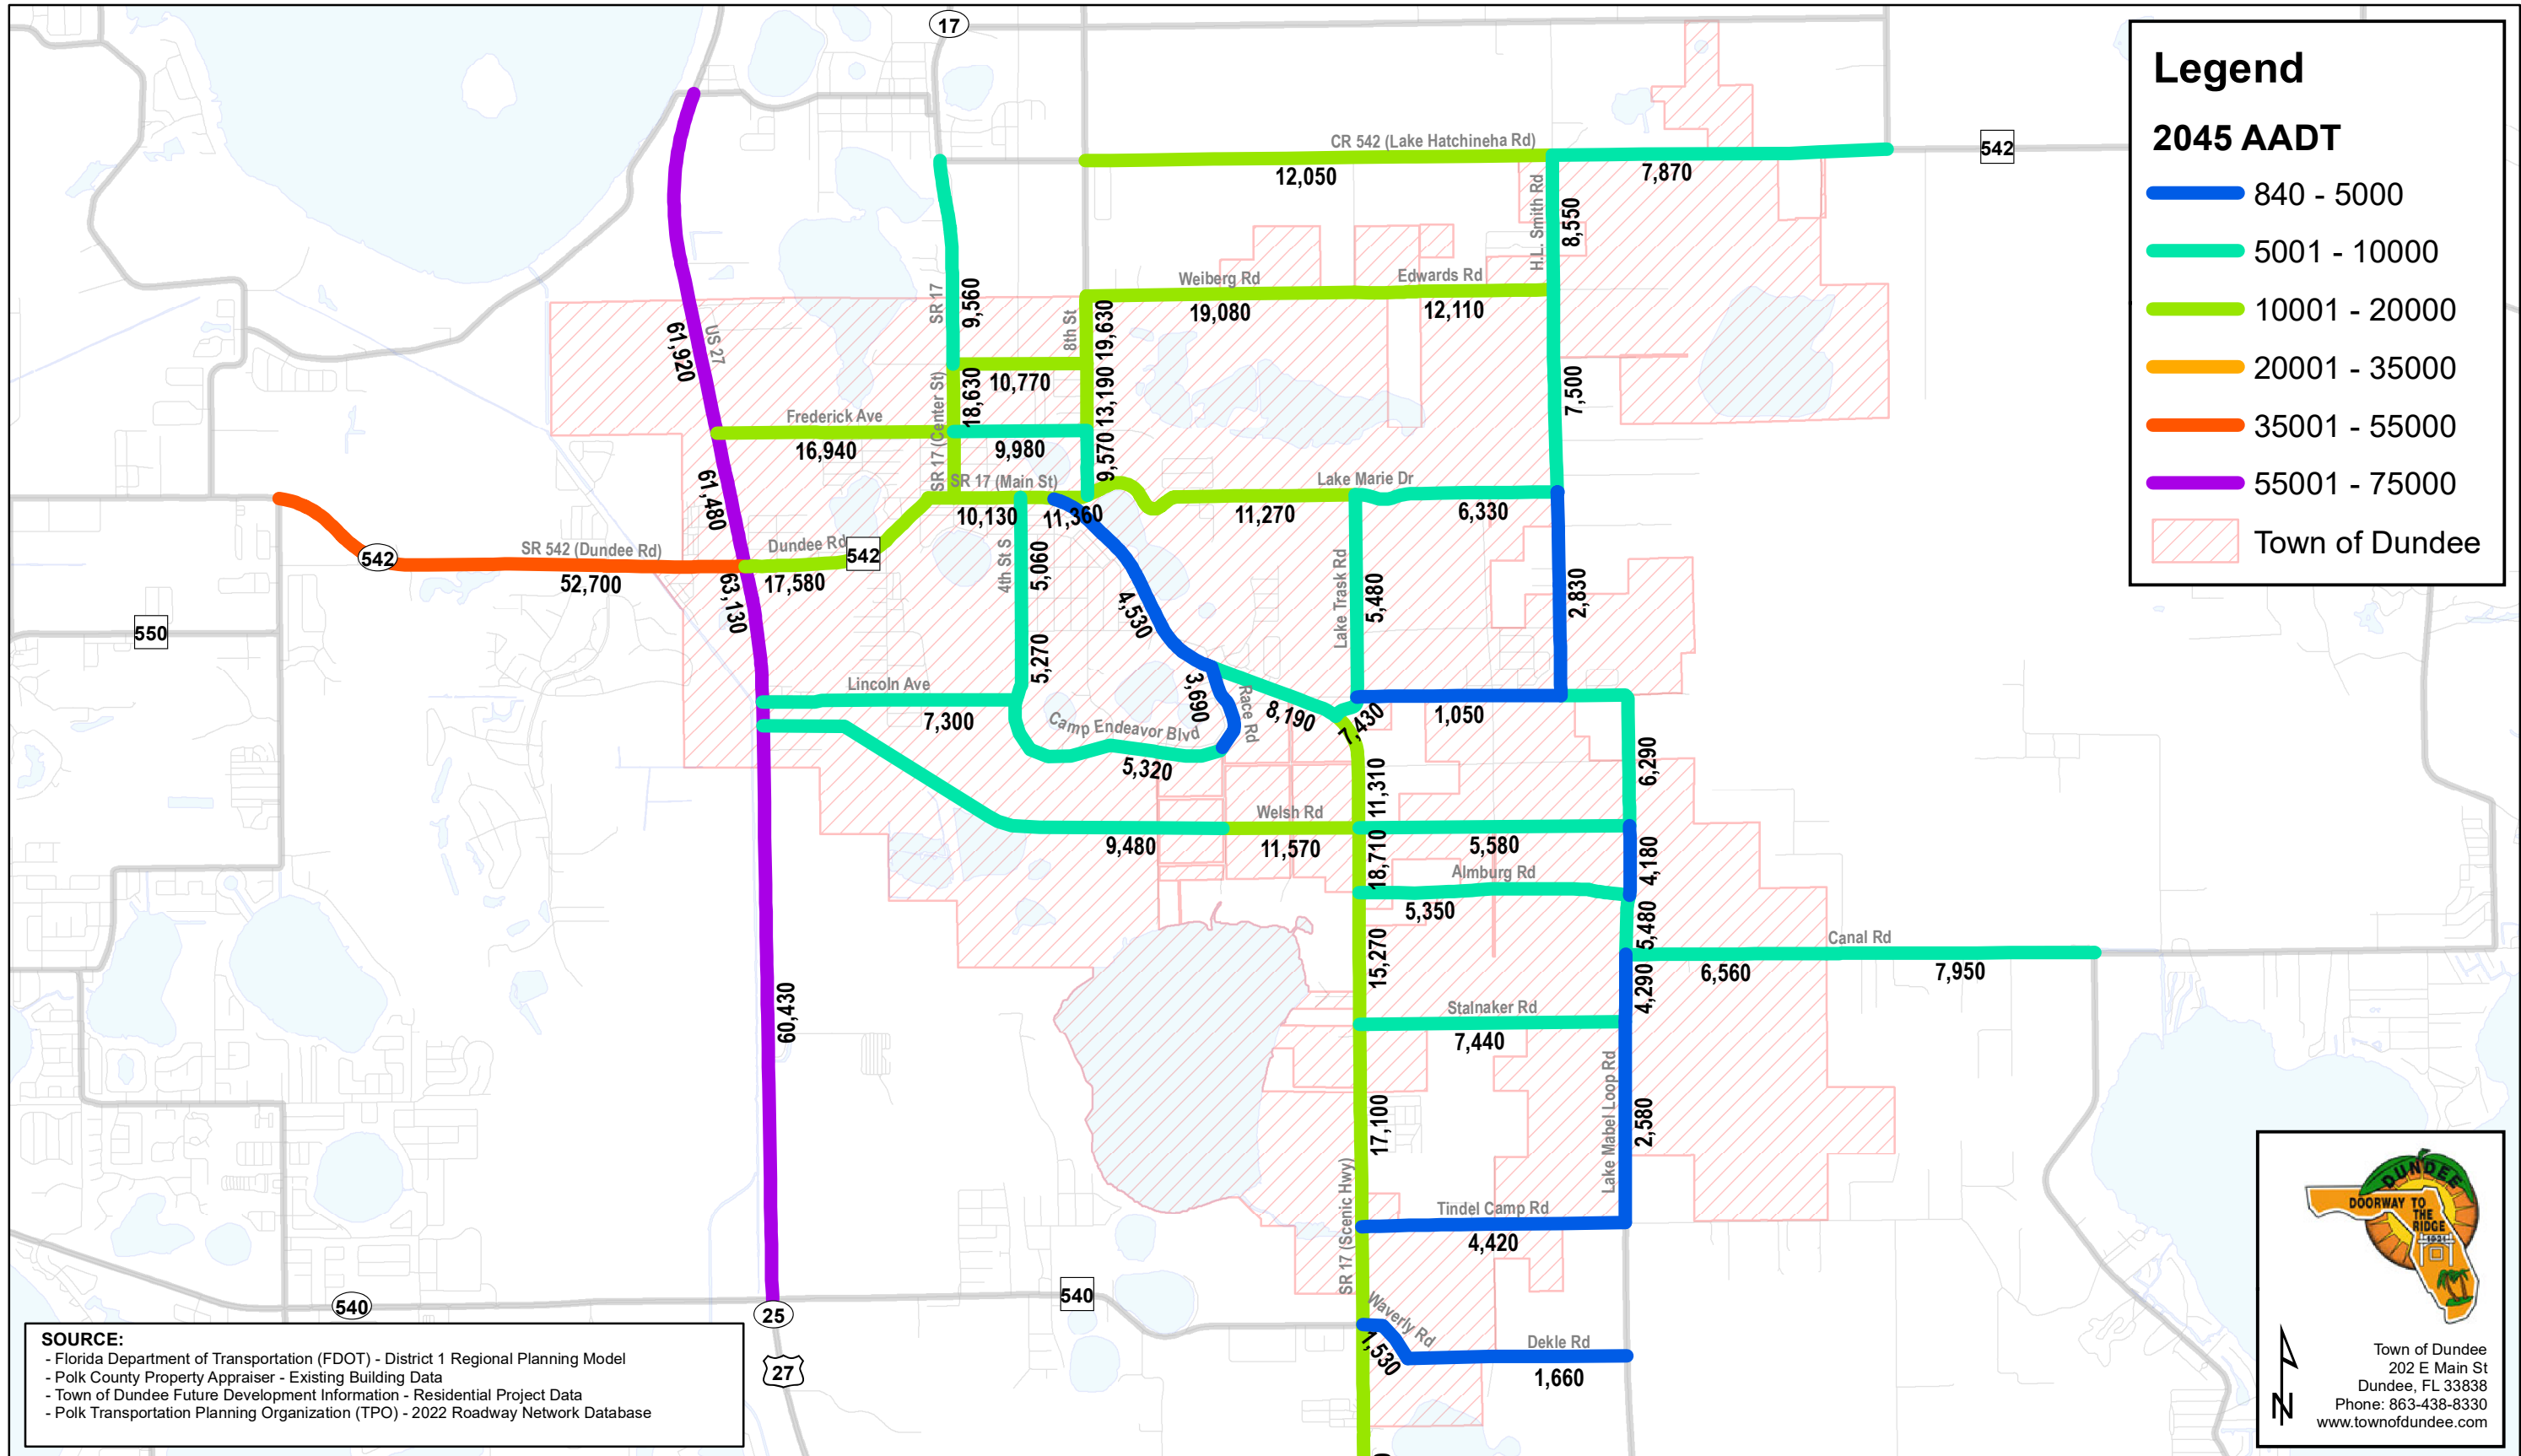 17
Legend
2045 AADT
840 - 5000
5001 - 10000
10001 - 20000
20001 - 35000
35001 - 55000
55001 - 75000
Town of Dundee
CR 542 (Lake Hatchineha Rd)
12,050
7,870
542
H.L. Smith Rd
8,550
Weiberg Rd
19,080
Edwards Rd
12,110
SR 17
9,560
8th St
19,630
US 27
61,920
10,770
13,190
7,500
SR 17 (Center St)
18,630
Frederick Ave
16,940
9,980
9,570
61,480
SR 17 (Main St)
10,130
11,360
Lake Marie Dr
11,270
6,330
542
SR 542 (Dundee Rd)
52,700
Dundee Rd
542
17,580
63,130
4th St S
5,060
4,530
Lake Trask Rd
5,480
2,830
550
5,270
Lincoln Ave
7,300
3,690
Race Rd
8,190
7,430
1,050
Camp Endeavor Blvd
5,320
6,290
11,310
Welsh Rd
9,480
11,570
5,580
18,710
4,180
Almburg Rd
5,350
5,480
Canal Rd
6,560
7,950
15,270
4,290
60,430
Stalnaker Rd
7,440
17,100
Lake Mabel Loop Rd
2,580
SR 17 (Scenic Hwy)
Tindel Camp Rd
4,420
540
25
540
Waverly Rd
1,530
Dekle Rd
1,660
27
SOURCE:
- Florida Department of Transportation (FDOT) - District 1 Regional Planning Model
- Polk County Property Appraiser - Existing Building Data
- Town of Dundee Future Development Information - Residential Project Data
- Polk Transportation Planning Organization (TPO) - 2022 Roadway Network Database
DUNDEE
DOORWAY TO
THE
RIDGE
N
Town of Dundee
202 E Main St
Dundee, FL 33838
Phone: 863-438-8330
www.townofdundee.com